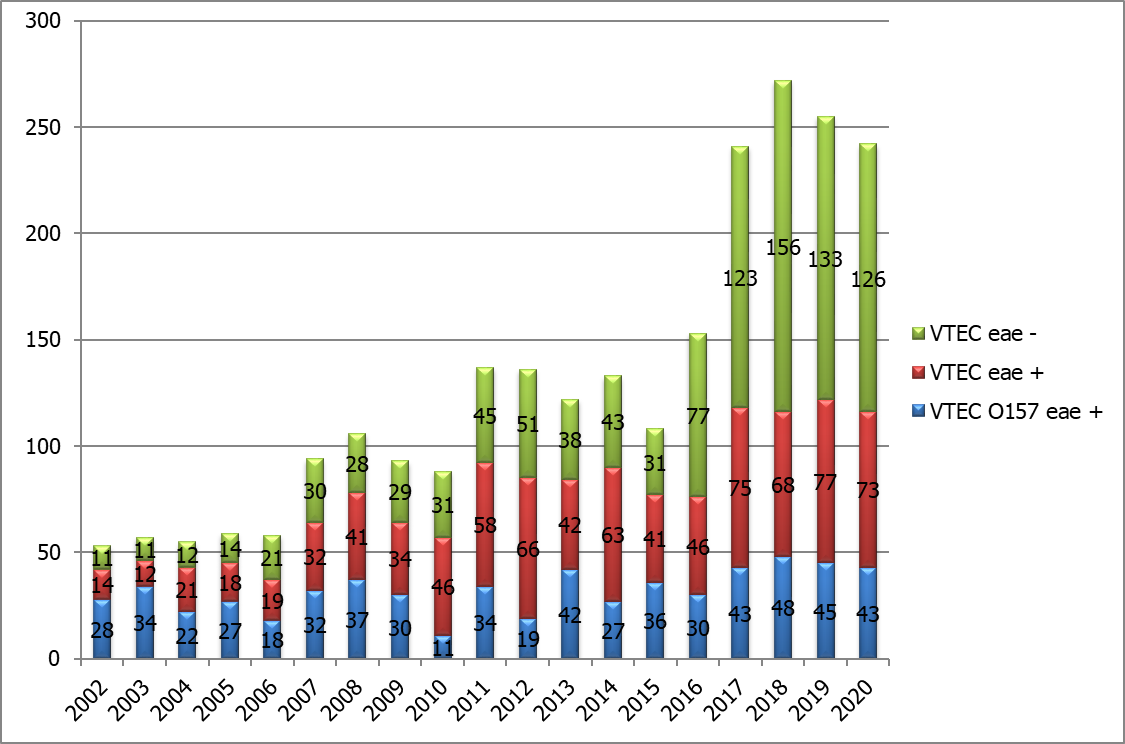 300
250
200
150
100
50
0
11 11 12 14 21 30 28 29 31 45 51 38 43 31 77 123 156 133 126
14 12 21 18 19 32 41 34 46 58 66 42 63 41 46 75 68 77 73
28 34 22 27 18 32 37 30 11 34 19 42 27 36 30 43 48 45 43
2002 2003 2004 2005 2006 2007 2008 2009 2010 2011 2012 2013 2014 2015 2016 2017 2018 2019 2020
VTEC eae -
VTEC eae +
VTEC O157 eae +